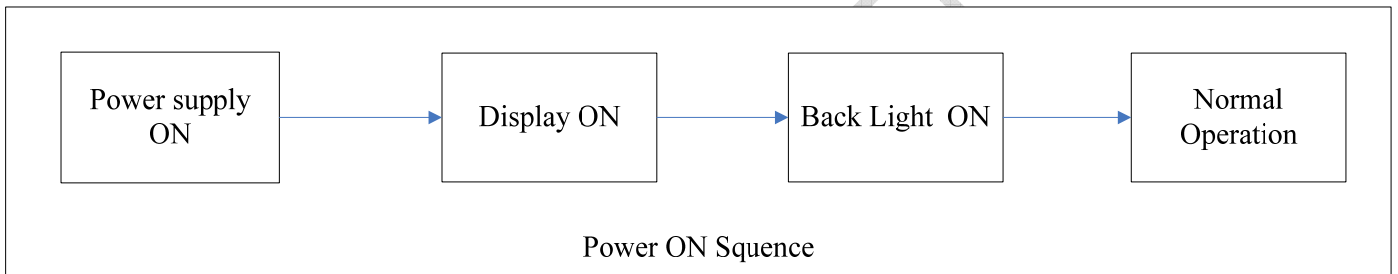 Power supply
ON
Display ON
Back Light ON
Normal
Operation
Power ON Squence